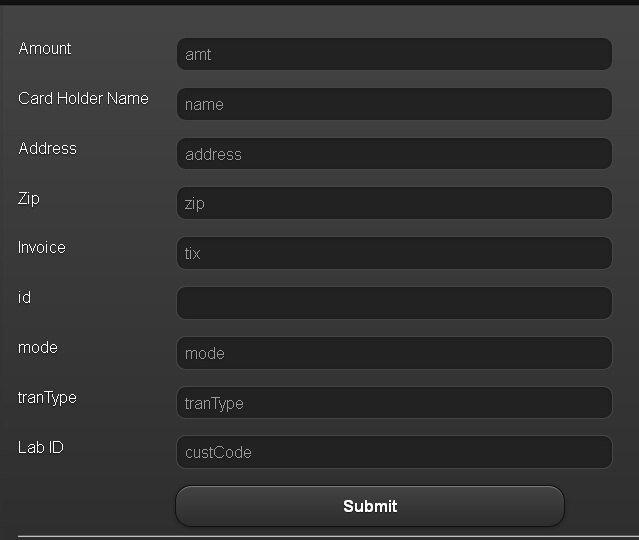 Amount amt
Card Holder Name name
Address address
Zip zip
Invoice tix
id
mode mode
tranType tranType
Lab ID custCode
Submit